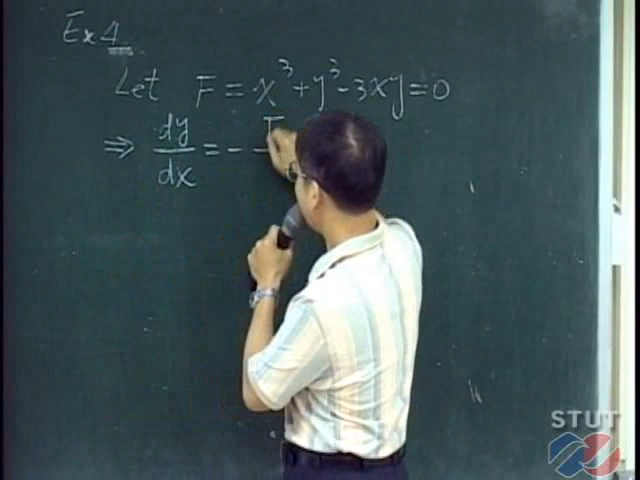 Ex 4
Let F = x³ + y³ - 3xy = 0
⇒ dy/dx = -
STUT